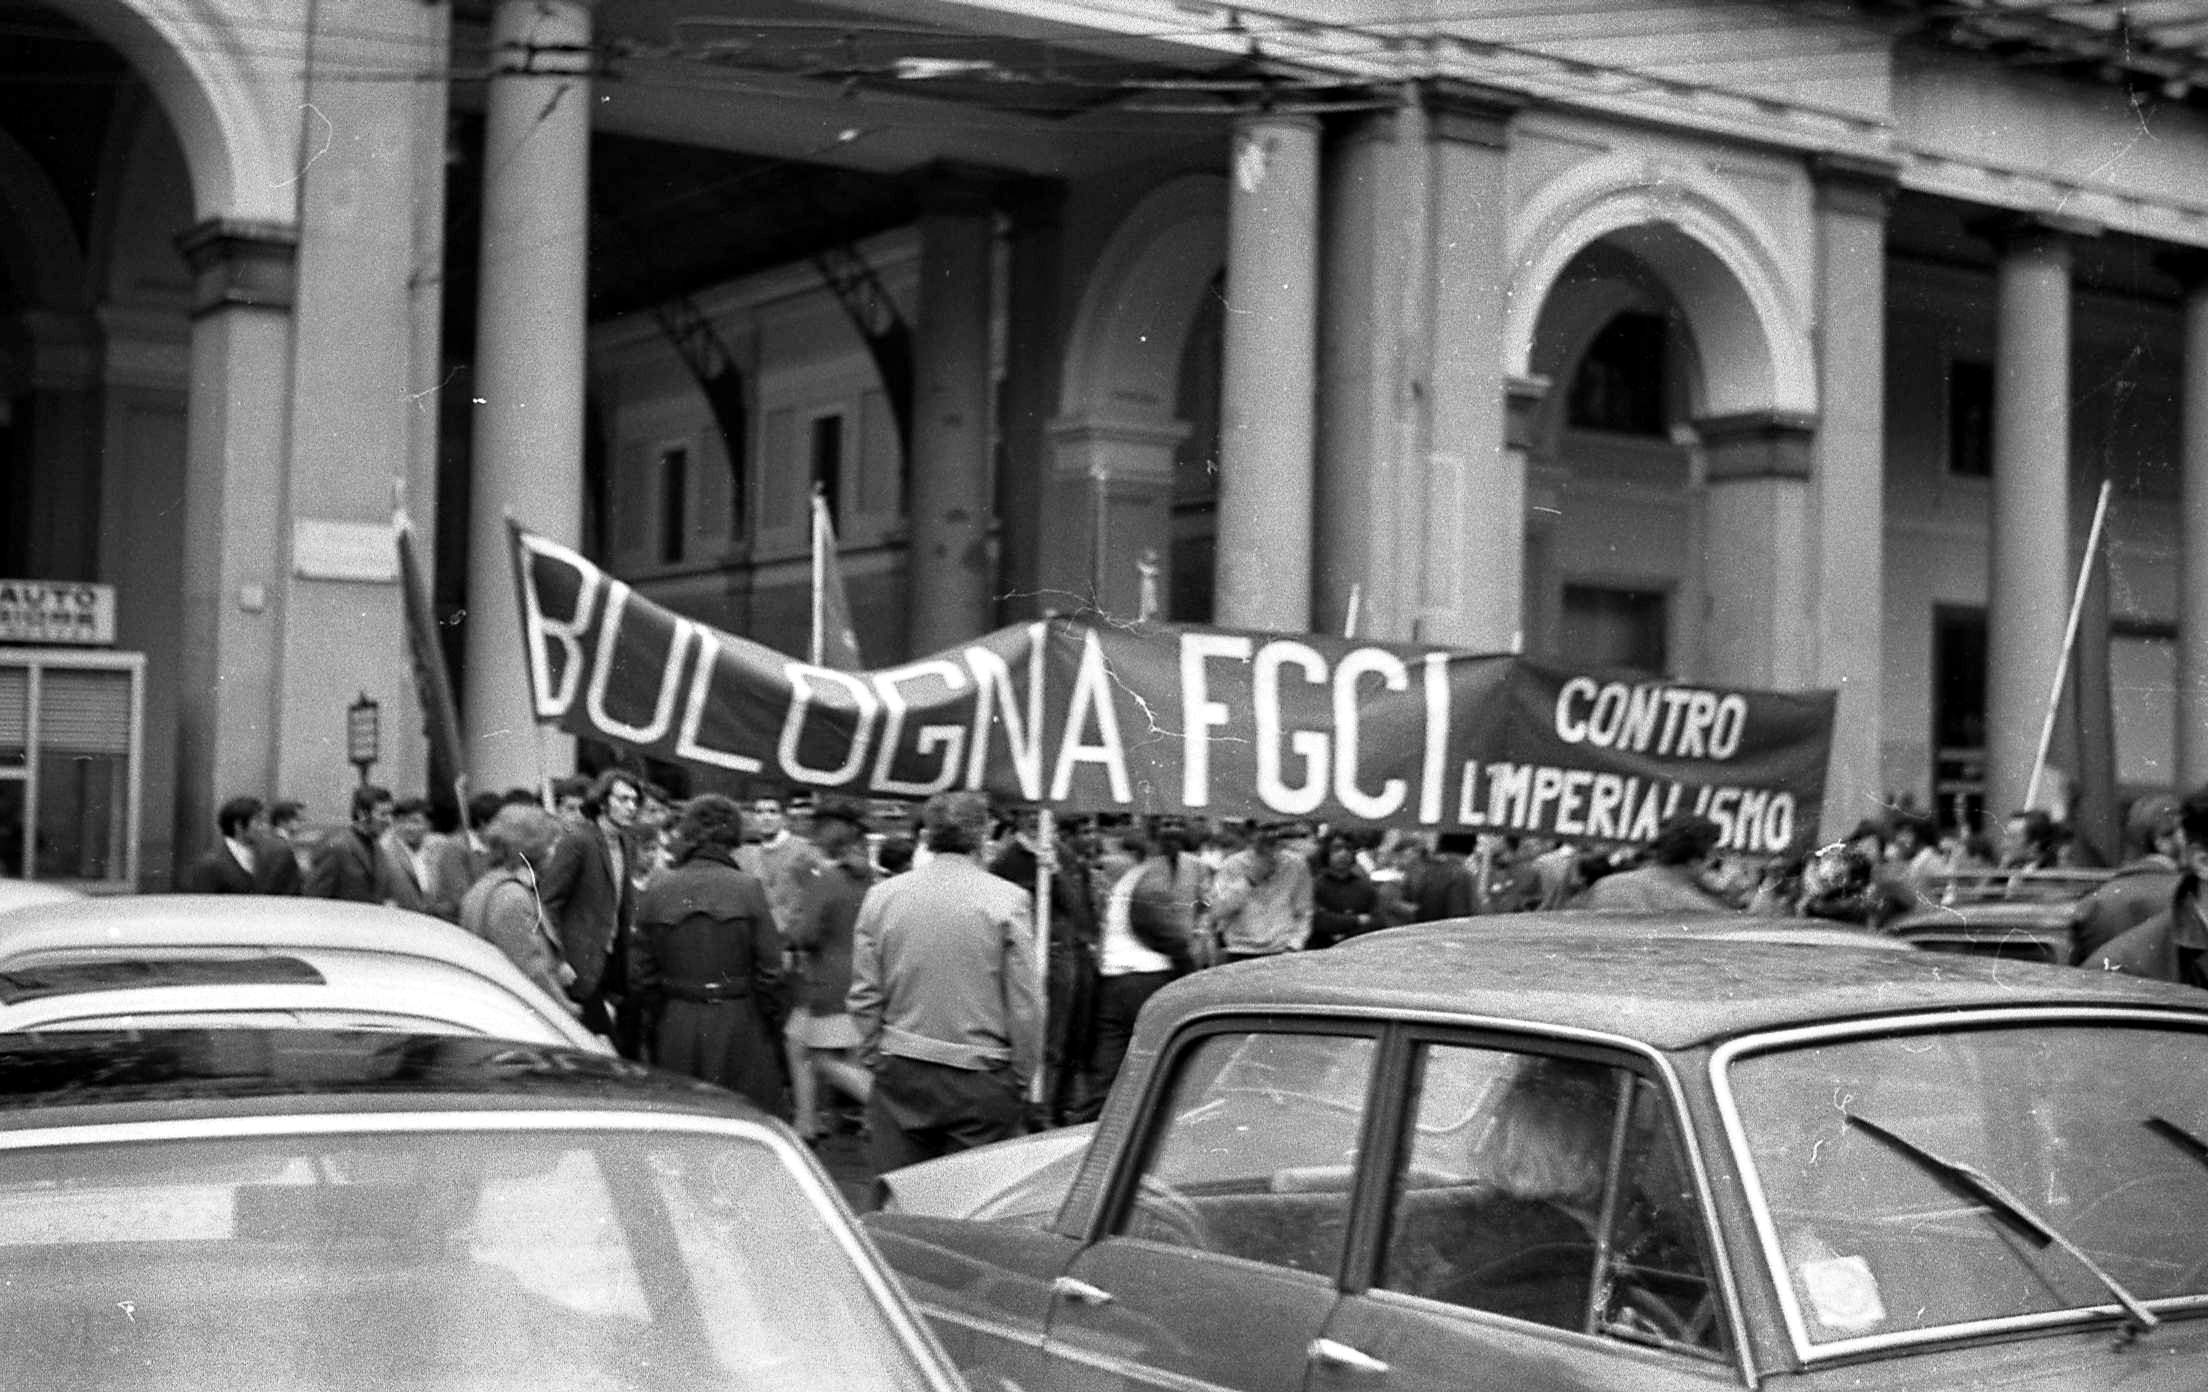 AUTO
BOLOGNA FGCI
CONTRO
L'IMPERIALISMO